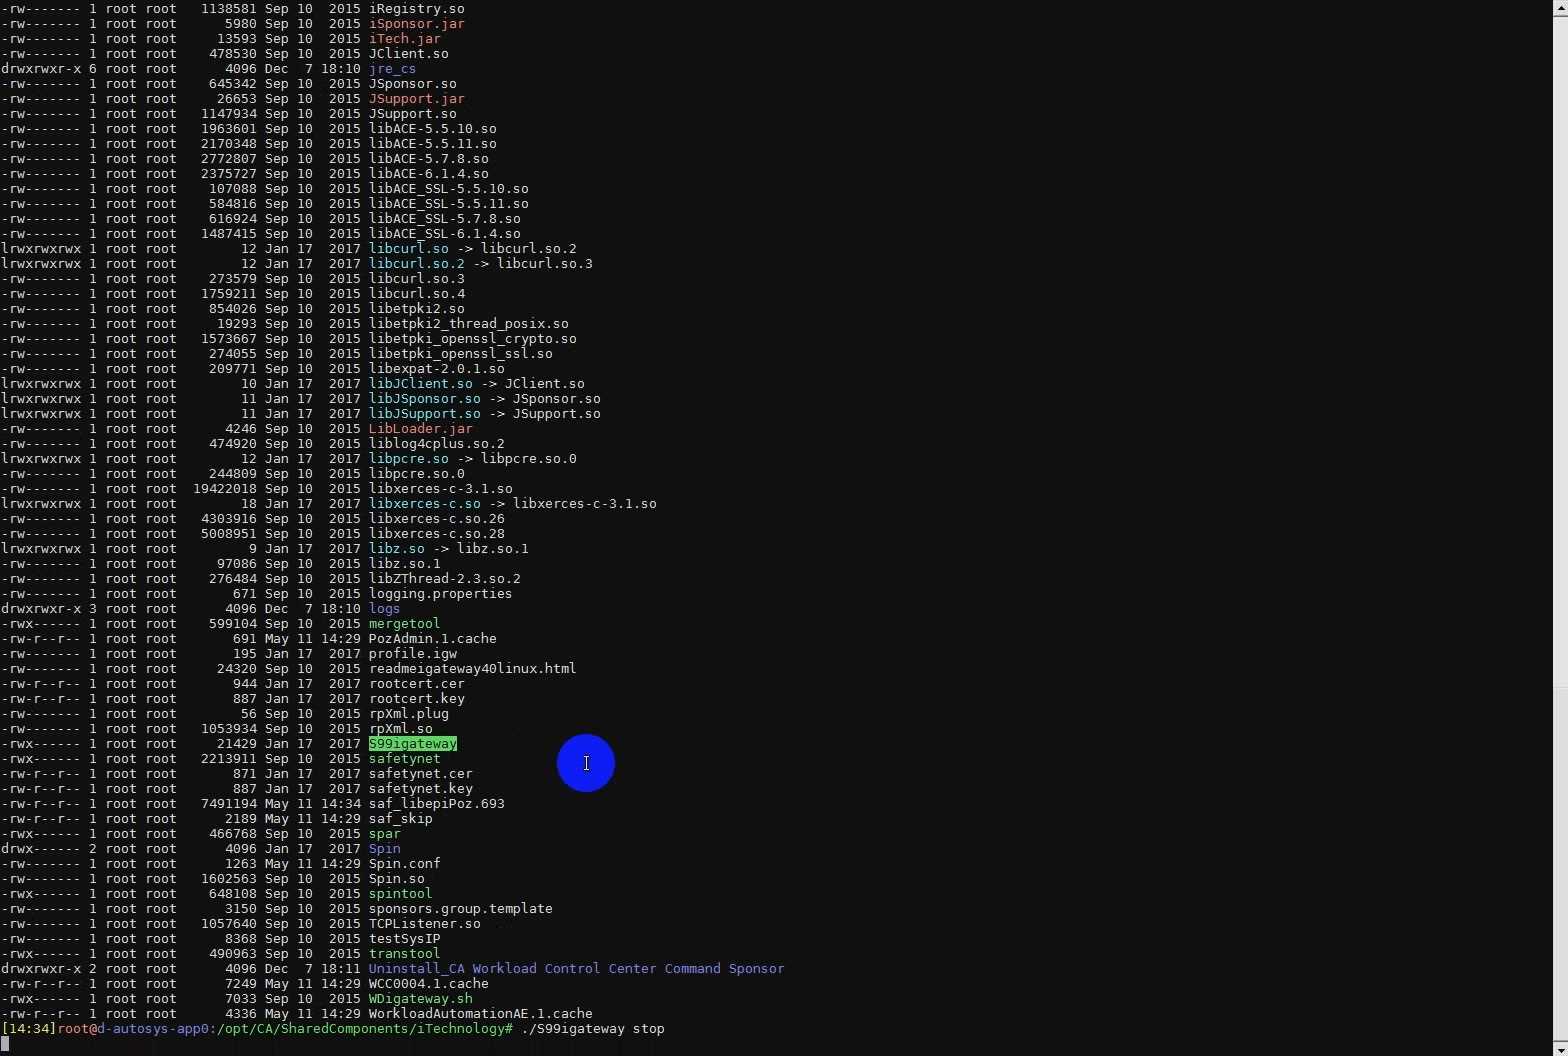 -rw------- 1 root root   1138581 Sep 10  2015 iRegistry.so
-rw------- 1 root root      5980 Sep 10  2015 iSponsor.jar
-rw------- 1 root root     13593 Sep 10  2015 iTech.jar
-rw------- 1 root root    478530 Sep 10  2015 JClient.so
drwxrwxr-x 6 root root      4096 Dec  7 18:10 jre_cs
-rw------- 1 root root    645342 Sep 10  2015 JSponsor.so
-rw------- 1 root root     26653 Sep 10  2015 JSupport.jar
-rw------- 1 root root   1147934 Sep 10  2015 JSupport.so
-rw------- 1 root root   1963601 Sep 10  2015 libACE-5.5.10.so
-rw------- 1 root root   2170348 Sep 10  2015 libACE-5.5.11.so
-rw------- 1 root root   2772807 Sep 10  2015 libACE-5.7.8.so
-rw------- 1 root root   2375727 Sep 10  2015 libACE-6.1.4.so
-rw------- 1 root root    107088 Sep 10  2015 libACE_SSL-5.5.10.so
-rw------- 1 root root    584816 Sep 10  2015 libACE_SSL-5.5.11.so
-rw------- 1 root root    616924 Sep 10  2015 libACE_SSL-5.7.8.so
-rw------- 1 root root   1487415 Sep 10  2015 libACE_SSL-6.1.4.so
lrwxrwxrwx 1 root root        12 Jan 17  2017 libcurl.so -> libcurl.so.2
lrwxrwxrwx 1 root root        12 Jan 17  2017 libcurl.so.2 -> libcurl.so.3
-rw------- 1 root root    273579 Sep 10  2015 libcurl.so.3
-rw------- 1 root root   1759211 Sep 10  2015 libcurl.so.4
-rw------- 1 root root    854026 Sep 10  2015 libetpki2.so
-rw------- 1 root root     19293 Sep 10  2015 libetpki2_thread_posix.so
-rw------- 1 root root   1573667 Sep 10  2015 libetpki_openssl_crypto.so
-rw------- 1 root root    274055 Sep 10  2015 libetpki_openssl_ssl.so
-rw------- 1 root root    209771 Sep 10  2015 libexpat-2.0.1.so
lrwxrwxrwx 1 root root        10 Jan 17  2017 libJClient.so -> JClient.so
lrwxrwxrwx 1 root root        11 Jan 17  2017 libJSponsor.so -> JSponsor.so
lrwxrwxrwx 1 root root        11 Jan 17  2017 libJSupport.so -> JSupport.so
-rw------- 1 root root      4246 Sep 10  2015 LibLoader.jar
-rw------- 1 root root    474920 Sep 10  2015 liblog4cplus.so.2
lrwxrwxrwx 1 root root        12 Jan 17  2017 libpcre.so -> libpcre.so.0
-rw------- 1 root root    244809 Sep 10  2015 libpcre.so.0
-rw------- 1 root root  19422018 Sep 10  2015 libxerces-c-3.1.so
lrwxrwxrwx 1 root root        18 Jan 17  2017 libxerces-c.so -> libxerces-c-3.1.so
-rw------- 1 root root   4303916 Sep 10  2015 libxerces-c.so.26
-rw------- 1 root root   5008951 Sep 10  2015 libxerces-c.so.28
lrwxrwxrwx 1 root root         9 Jan 17  2017 libz.so -> libz.so.1
-rw------- 1 root root     97086 Sep 10  2015 libz.so.1
-rw------- 1 root root    276484 Sep 10  2015 libZThread-2.3.so.2
-rw------- 1 root root       671 Sep 10  2015 logging.properties
drwxrwxr-x 3 root root      4096 Dec  7 18:10 logs
-rwx------ 1 root root    599104 Sep 10  2015 mergetool
-rw-r--r-- 1 root root       691 May 11 14:29 PozAdmin.1.cache
-rw------- 1 root root       195 Jan 17  2017 profile.igw
-rw------- 1 root root     24320 Sep 10  2015 readmeigateway40linux.html
-rw-r--r-- 1 root root       944 Jan 17  2017 rootcert.cer
-rw-r--r-- 1 root root       887 Jan 17  2017 rootcert.key
-rw------- 1 root root        56 Sep 10  2015 rpXml.plug
-rw------- 1 root root   1053934 Sep 10  2015 rpXml.so
-rwx------ 1 root root     21429 Jan 17  2017 S99igateway
-rwx------ 1 root root   2213911 Sep 10  2015 safetynet
-rw-r--r-- 1 root root       871 Jan 17  2017 safetynet.cer
-rw-r--r-- 1 root root       887 Jan 17  2017 safetynet.key
-rw-r--r-- 1 root root   7491194 May 11 14:34 saf_libepiPoz.693
-rw-r--r-- 1 root root      2189 May 11 14:29 saf_skip
-rwx------ 1 root root    466768 Sep 10  2015 spar
drwx------ 2 root root      4096 Jan 17  2017 Spin
-rw------- 1 root root      1263 May 11 14:29 Spin.conf
-rw------- 1 root root   1602563 Sep 10  2015 Spin.so
-rwx------ 1 root root    648108 Sep 10  2015 spintool
-rw------- 1 root root      3150 Sep 10  2015 sponsors.group.template
-rw------- 1 root root   1057640 Sep 10  2015 TCPListener.so
-rw------- 1 root root      8368 Sep 10  2015 testSysIP
-rwx------ 1 root root    490963 Sep 10  2015 transtool
drwxrwxr-x 2 root root      4096 Dec  7 18:11 Uninstall_CA Workload Control Center Command Sponsor
-rw-r--r-- 1 root root      7249 May 11 14:29 WCC0004.1.cache
-rwx------ 1 root root      7033 Sep 10  2015 WDigateway.sh
-rw-r--r-- 1 root root      4336 May 11 14:29 WorkloadAutomationAE.1.cache
[14:34]root@d-autosys-app0:/opt/CA/SharedComponents/iTechnology# ./S99igateway stop